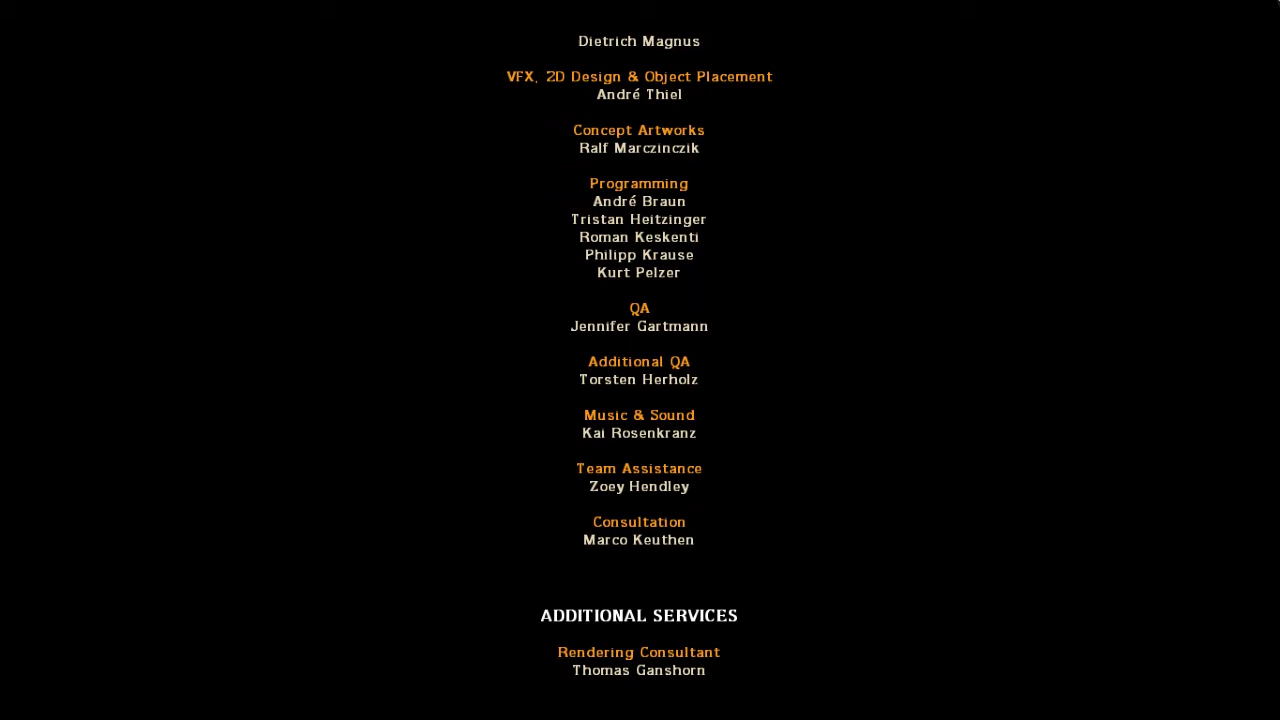 Dietrich Magnus
VFX, 2D Design & Object Placement
André Thiel
Concept Artworks
Ralf Marczinczik
Programming
André Braun
Tristan Heitzinger
Roman Keskenti
Philipp Krause
Kurt Pelzer
QA
Jennifer Gartmann
Additional QA
Torsten Herholz
Music & Sound
Kai Rosenkranz
Team Assistance
Zoey Hendley
Consultation
Marco Keuthen
ADDITIONAL SERVICES
Rendering Consultant
Thomas Ganshorn